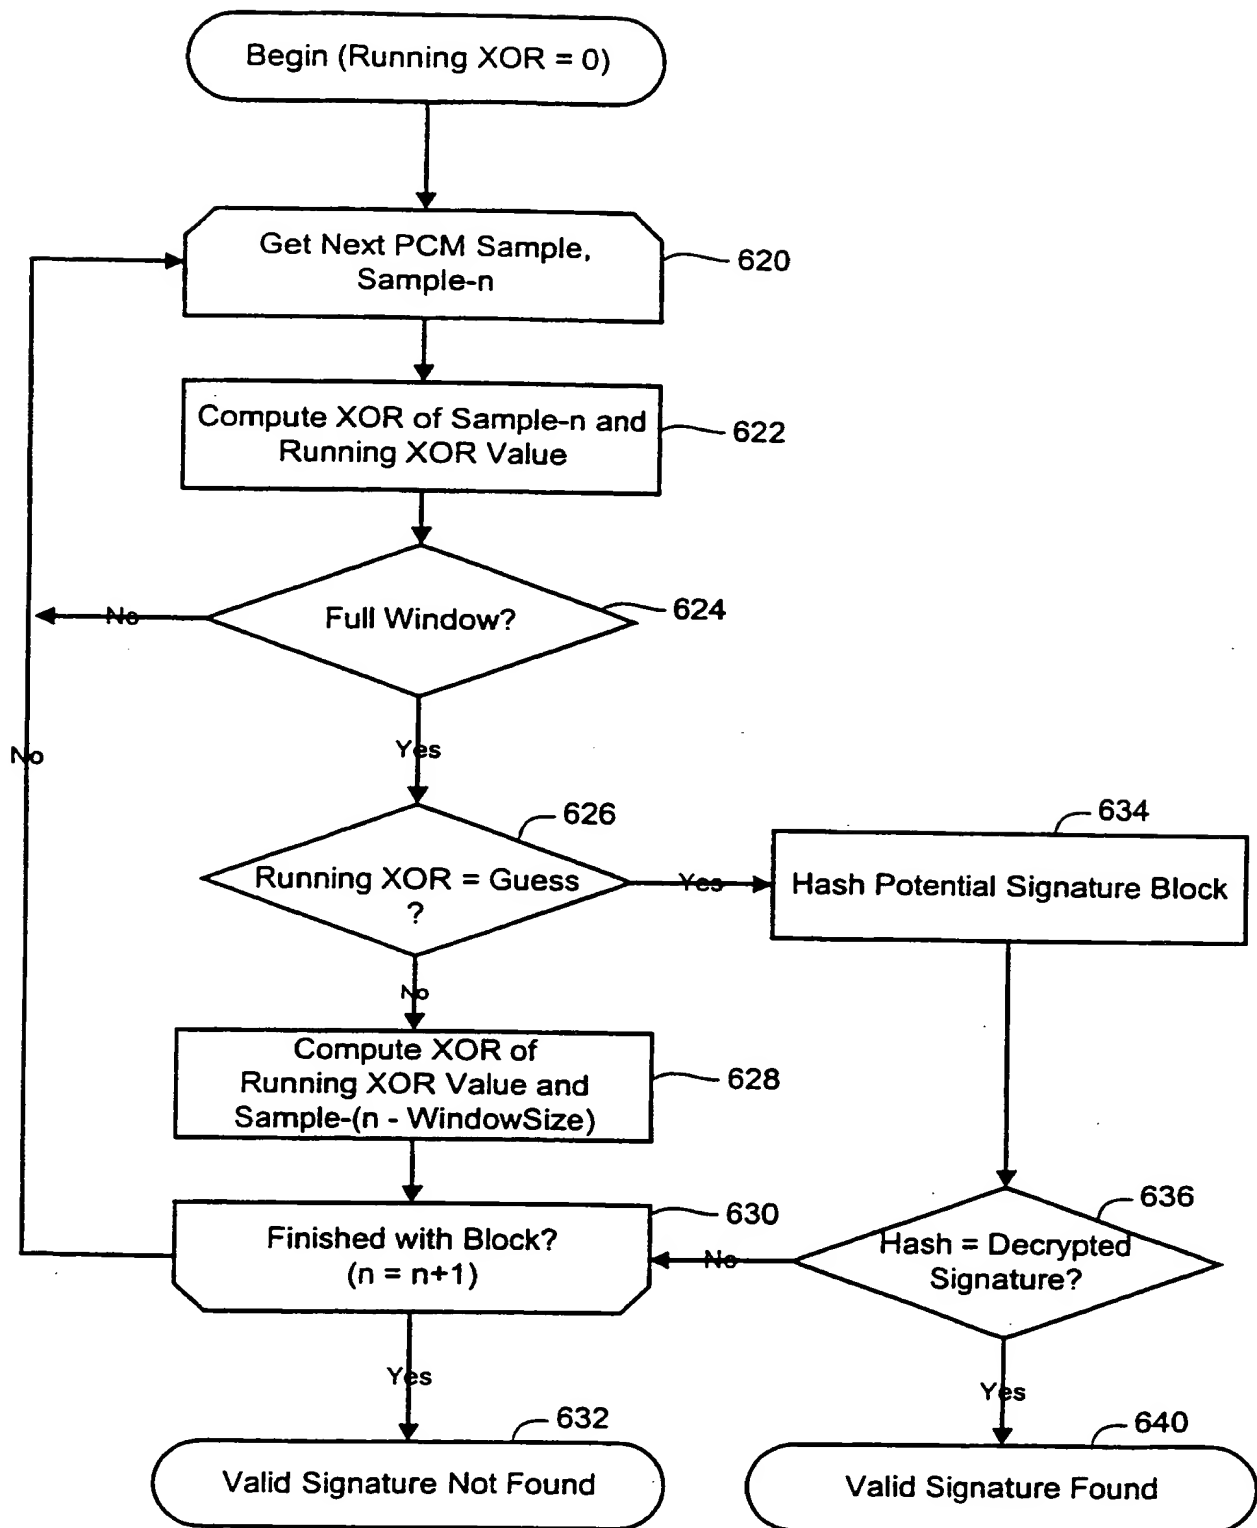 Begin (Running XOR = 0)
Get Next PCM Sample,
Sample-n
620
Compute XOR of Sample-n and
Running XOR Value
622
Full Window?
624
No
Yes
No
626
Running XOR = Guess
?
Yes
634
Hash Potential Signature Block
No
Compute XOR of
Running XOR Value and
Sample-(n - WindowSize)
628
Finished with Block?
(n = n+1)
630
No
636
Hash = Decrypted
Signature?
Yes
Yes
632
Valid Signature Not Found
640
Valid Signature Found